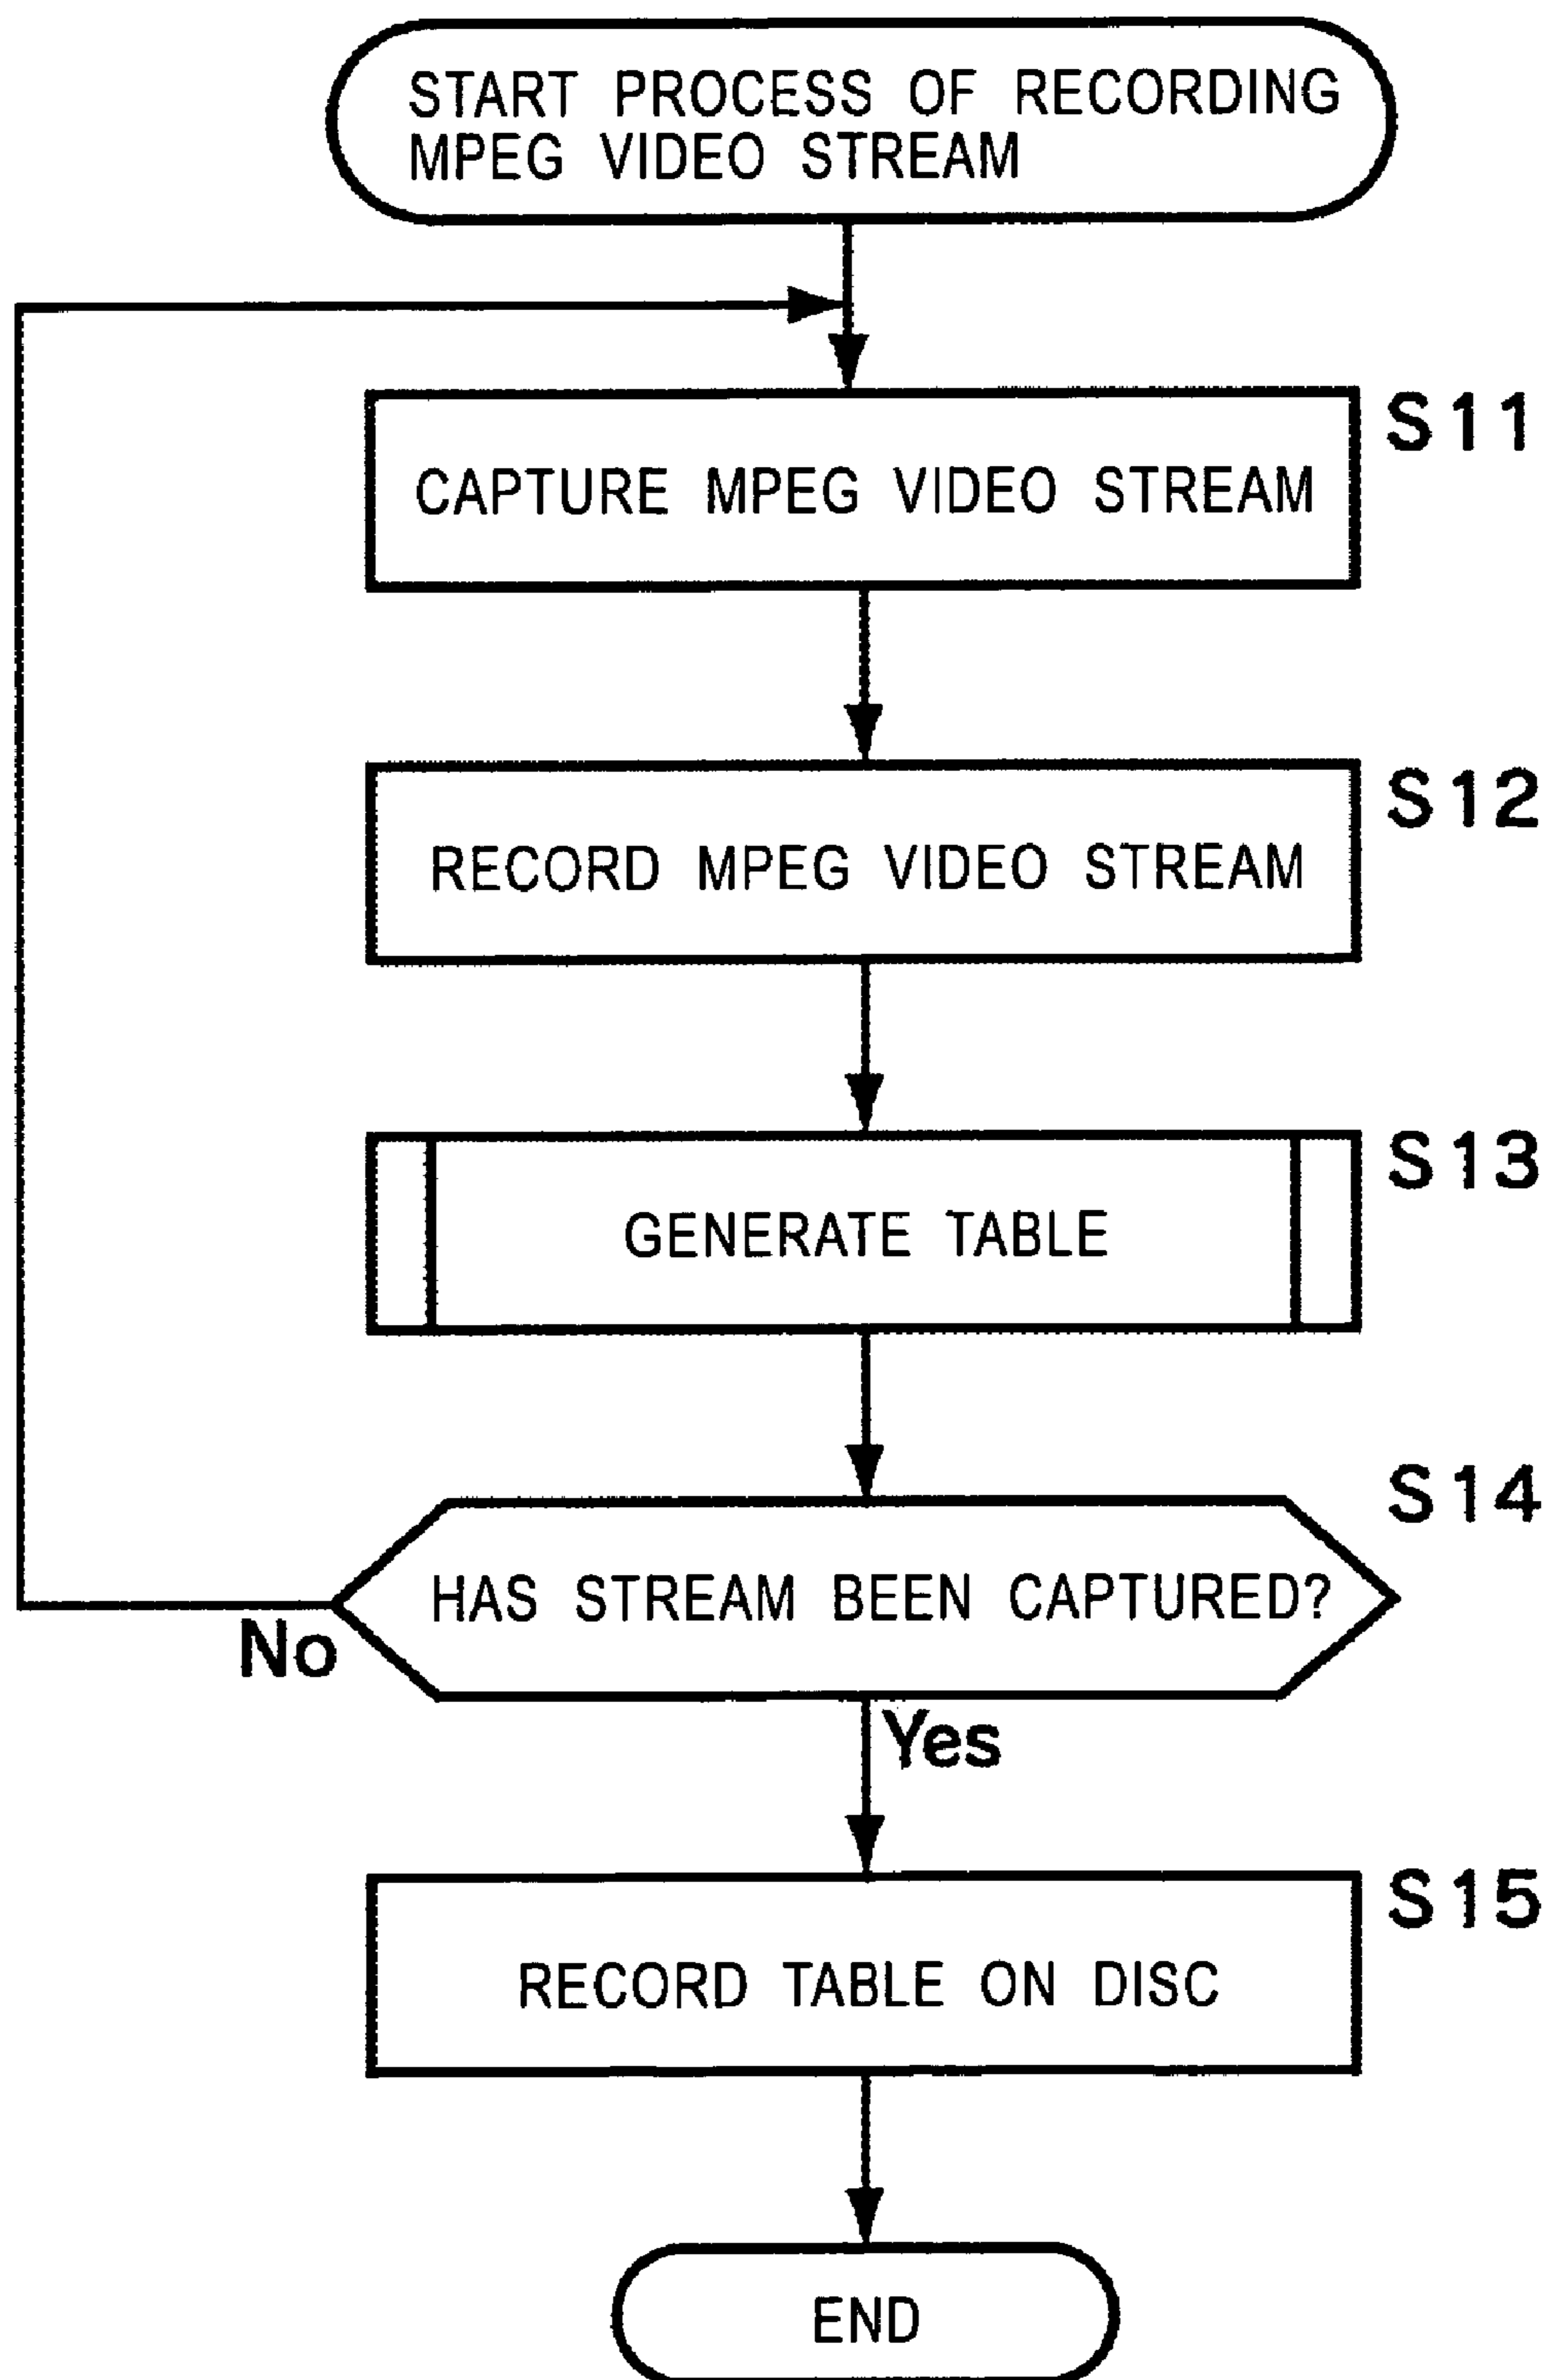 START PROCESS OF RECORDING
MPEG VIDEO STREAM
S11
CAPTURE MPEG VIDEO STREAM
S12
RECORD MPEG VIDEO STREAM
S13
GENERATE TABLE
S14
HAS STREAM BEEN CAPTURED?
No
Yes
S15
RECORD TABLE ON DISC
END